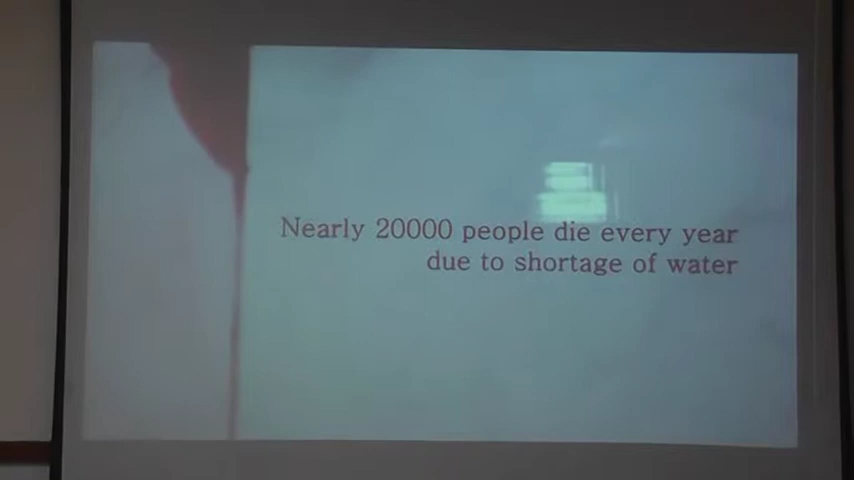 Nearly 20000 people die every year
due to shortage of water